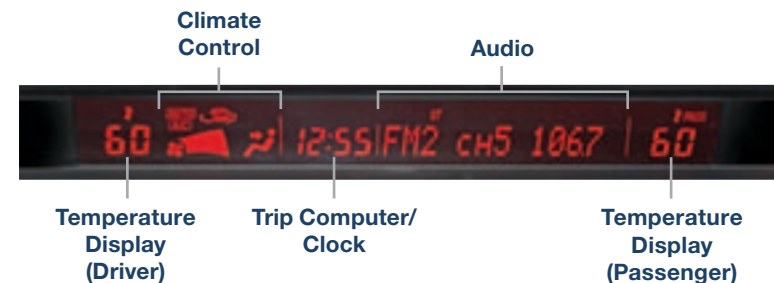 Climate
Control
Audio
60 12:55 FM2 CH5 106.7 60
Temperature
Display
(Driver)
Trip Computer/
Clock
Temperature
Display
(Passenger)